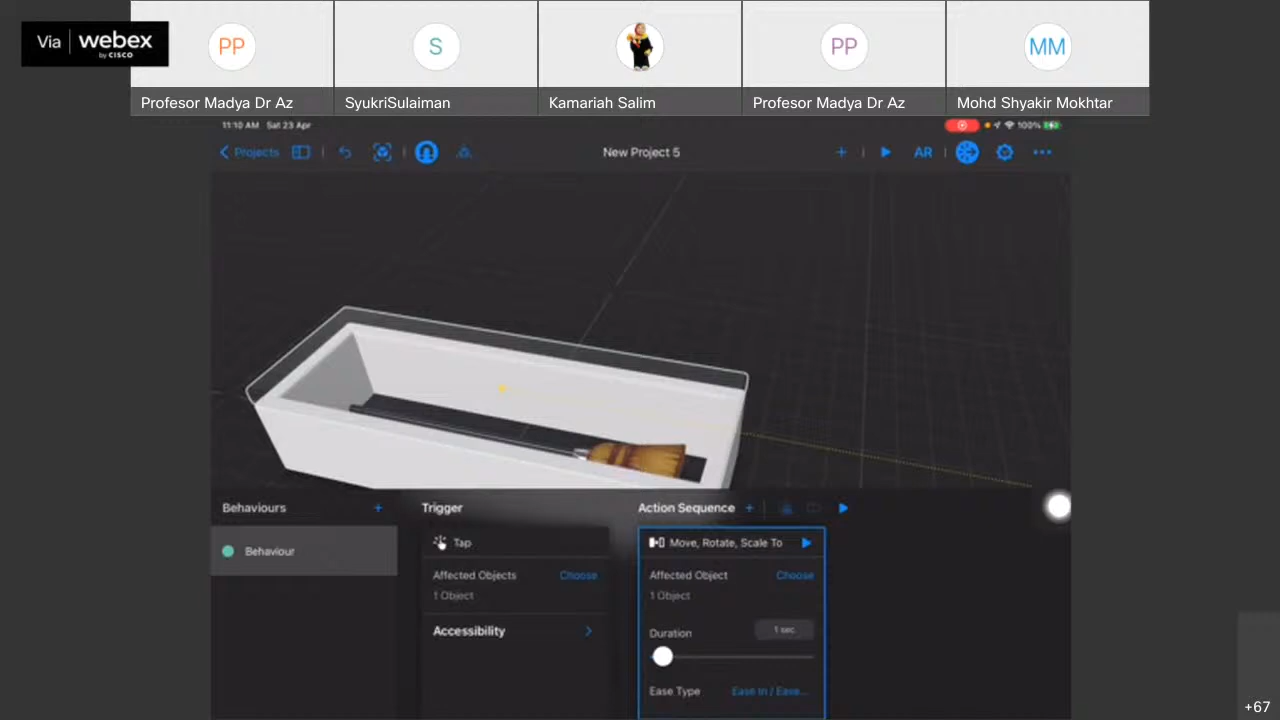 Via webex
by CISCO
PP
S
PP
MM
Profesor Madya Dr Az
SyukriSulaiman
Kamariah Salim
Profesor Madya Dr Az
Mohd Shyakir Mokhtar
11:10 AM Sat 23 Apr
100%
Projects
New Project 5
AR
Behaviours
Trigger
Action Sequence
Behaviour
Tap
Move, Rotate, Scale To
Affected Objects Choose
1 Object
Affected Object Choose
1 Object
Accessibility
Duration 1 sec
Ease Type Ease In / Ease...
+67